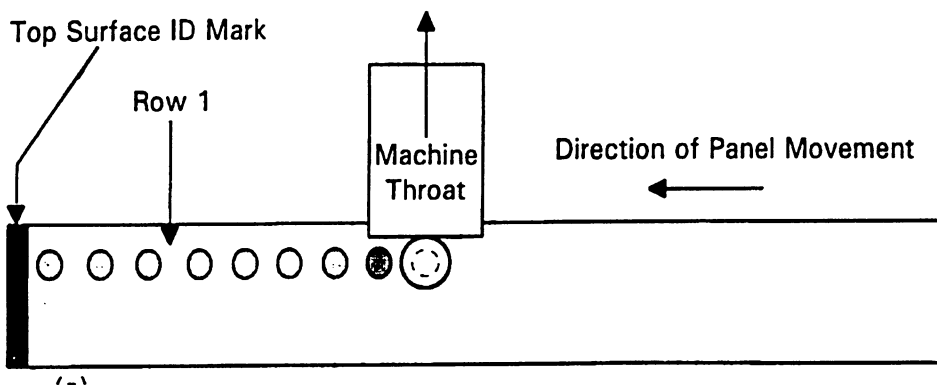 Top Surface ID Mark
Row 1
Machine
Throat
Direction of Panel Movement
(a)